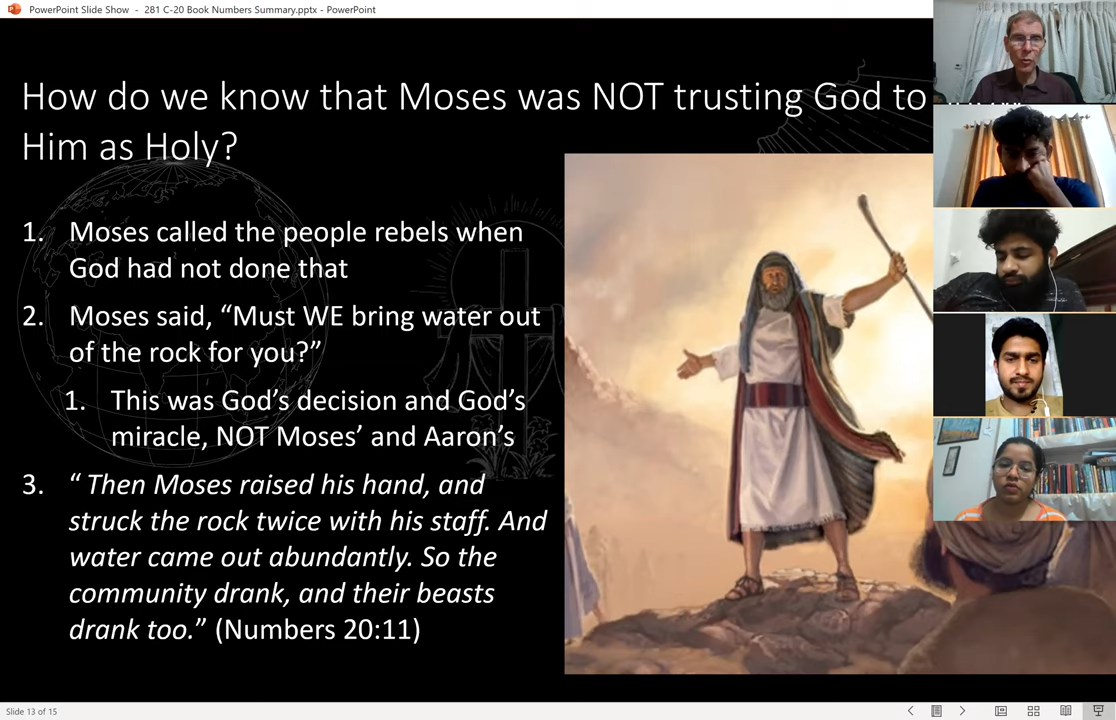 PowerPoint Slide Show - 281 C-20 Book Numbers Summary.pptx - PowerPoint
How do we know that Moses was NOT trusting God to
Him as Holy?
1. Moses called the people rebels when
God had not done that
2. Moses said, “Must WE bring water out
of the rock for you?”
1. This was God’s decision and God’s
miracle, NOT Moses’ and Aaron’s
3. “ Then Moses raised his hand, and
struck the rock twice with his staff. And
water came out abundantly. So the
community drank, and their beasts
drank too.” (Numbers 20:11)
Slide 13 of 15